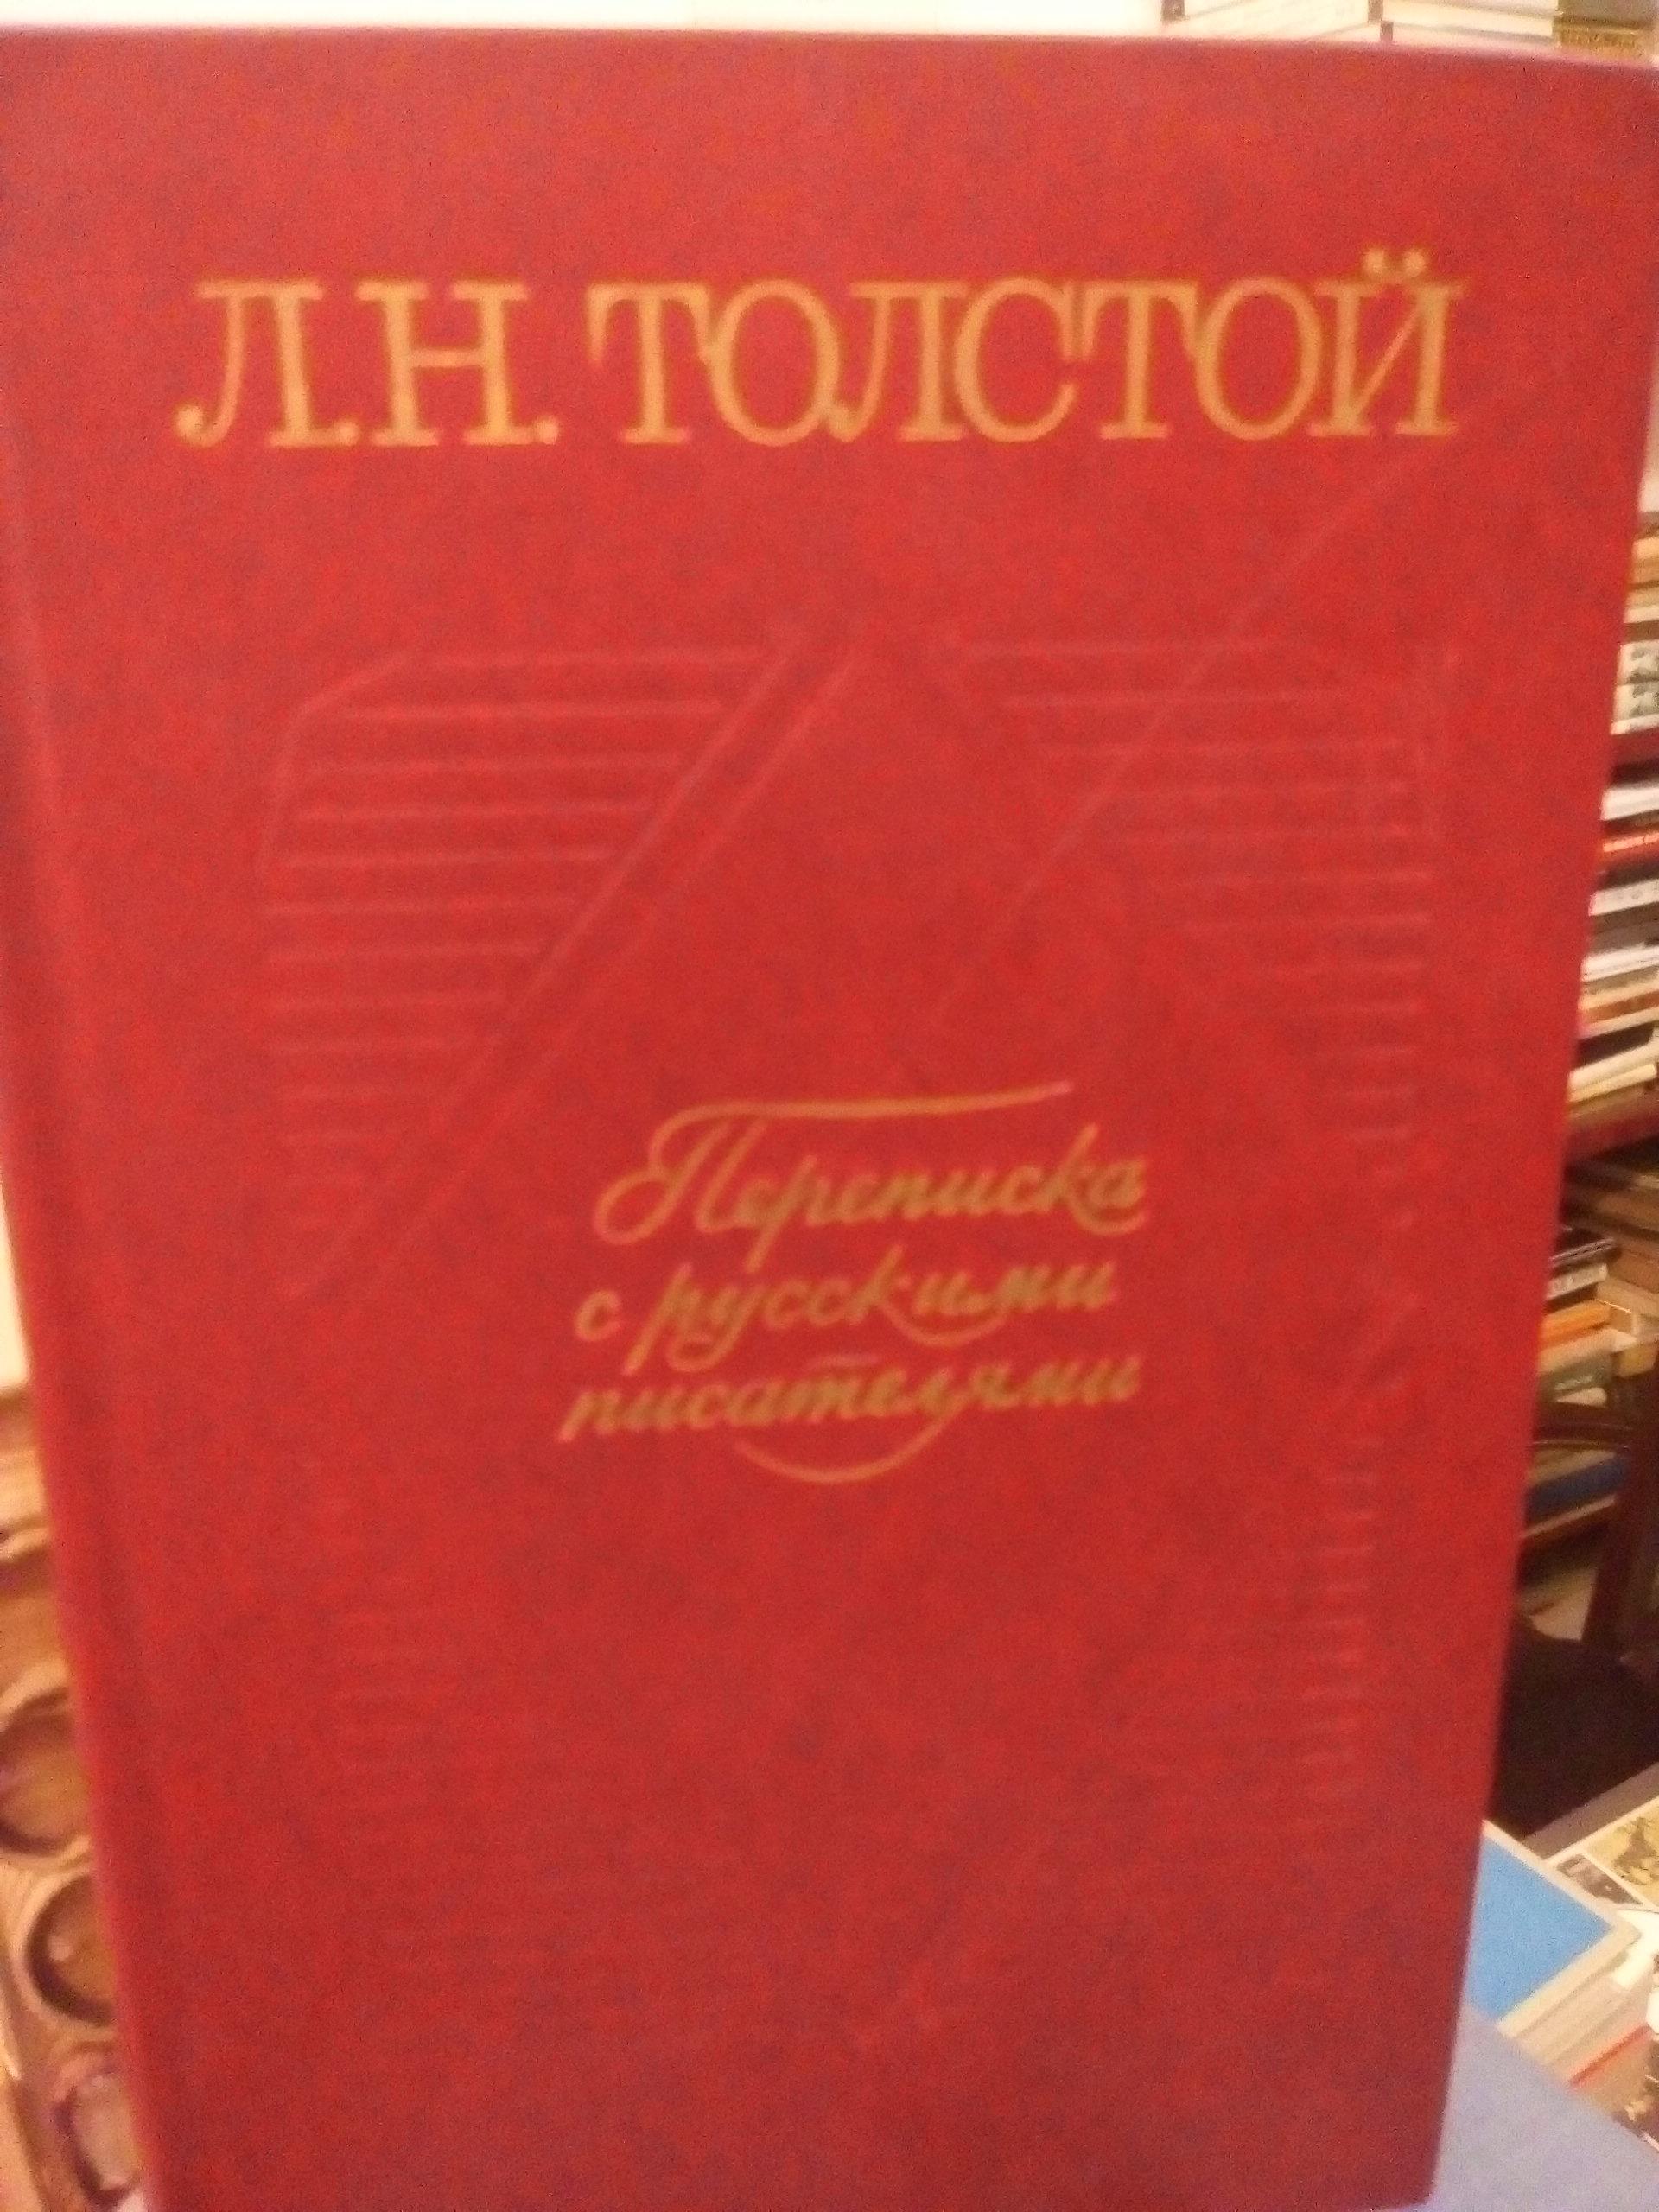 Л.Н. ТОЛСТОЙ
Переписка
с русскими
писателями